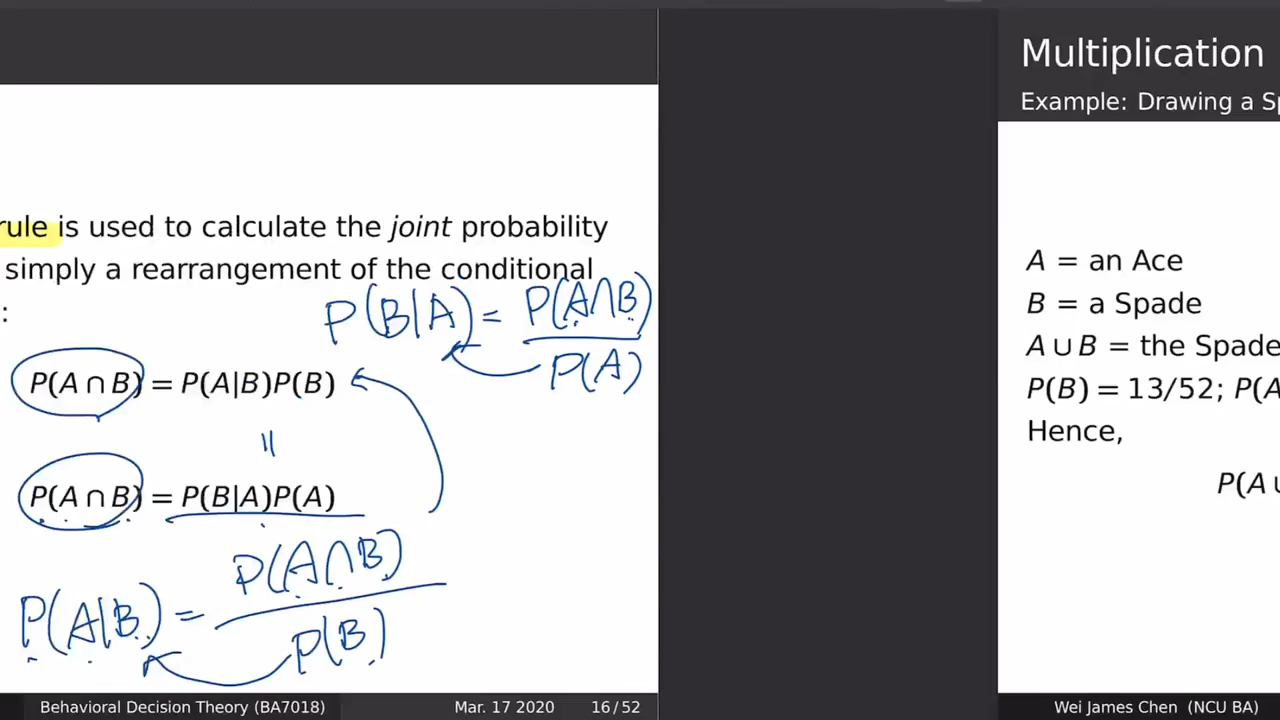 rule is used to calculate the joint probability
simply a rearrangement of the conditional
:
P(B|A) = P(A∩B) / P(A)
P(A ∩ B) = P(A|B)P(B)
=
P(A ∩ B) = P(B|A)P(A)
P(A|B) = P(A∩B) / P(B)
Behavioral Decision Theory (BA7018) Mar. 17 2020 16 / 52
Multiplication
Example: Drawing a Sp
A = an Ace
B = a Spade
A ∪ B = the Spade
P(B) = 13/52; P(A
Hence,
P(A ∪
Wei James Chen (NCU BA)